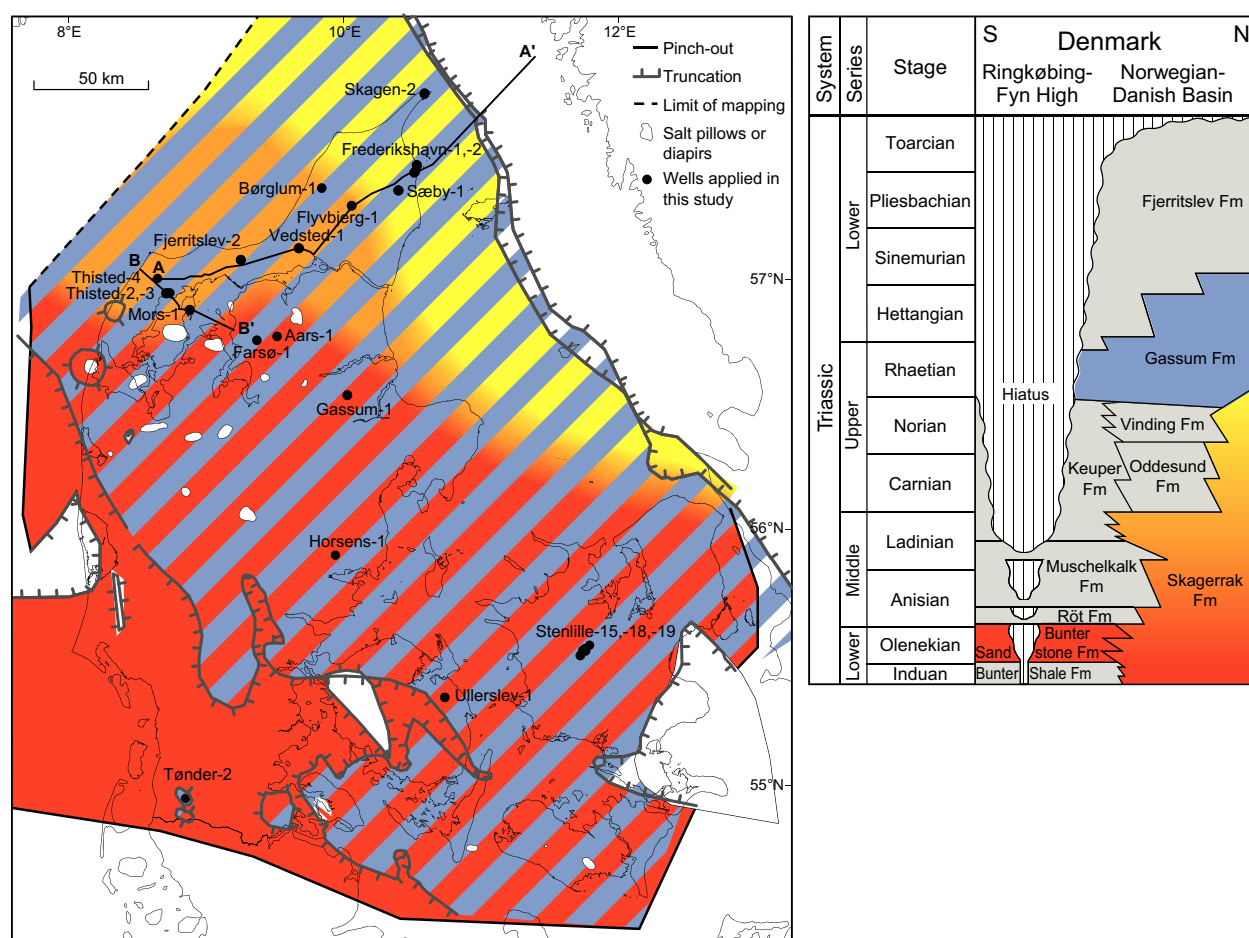 8°E
10°E
12°E
50 km
A'
Pinch-out
Truncation
Limit of mapping
Salt pillows or
diapirs
Wells applied in
this study
Skagen-2
Frederikshavn-1,-2
Børglum-1
Sæby-1
Flyvbjerg-1
Vedsted-1
Fjerritslev-2
B
A
Thisted-4
Thisted-2,-3
Mors-1
B'
Aars-1
Farsø-1
Gassum-1
57°N
56°N
Horsens-1
Stenlille-15,-18,-19
Ullerslev-1
Tønder-2
55°N
System
Series
Stage
S
Denmark
N
Ringkøbing-
Fyn High
Norwegian-
Danish Basin
Triassic
Lower
Upper
Middle
Lower
Toarcian
Pliesbachian
Sinemurian
Hettangian
Rhaetian
Norian
Carnian
Ladinian
Anisian
Olenekian
Induan
Fjerritslev Fm
Gassum Fm
Hiatus
Vinding Fm
Keuper
Fm
Oddesund
Fm
Muschelkalk
Fm
Skagerrak
Fm
Röt Fm
Bunter
Sand
stone Fm
Bunter
Shale Fm